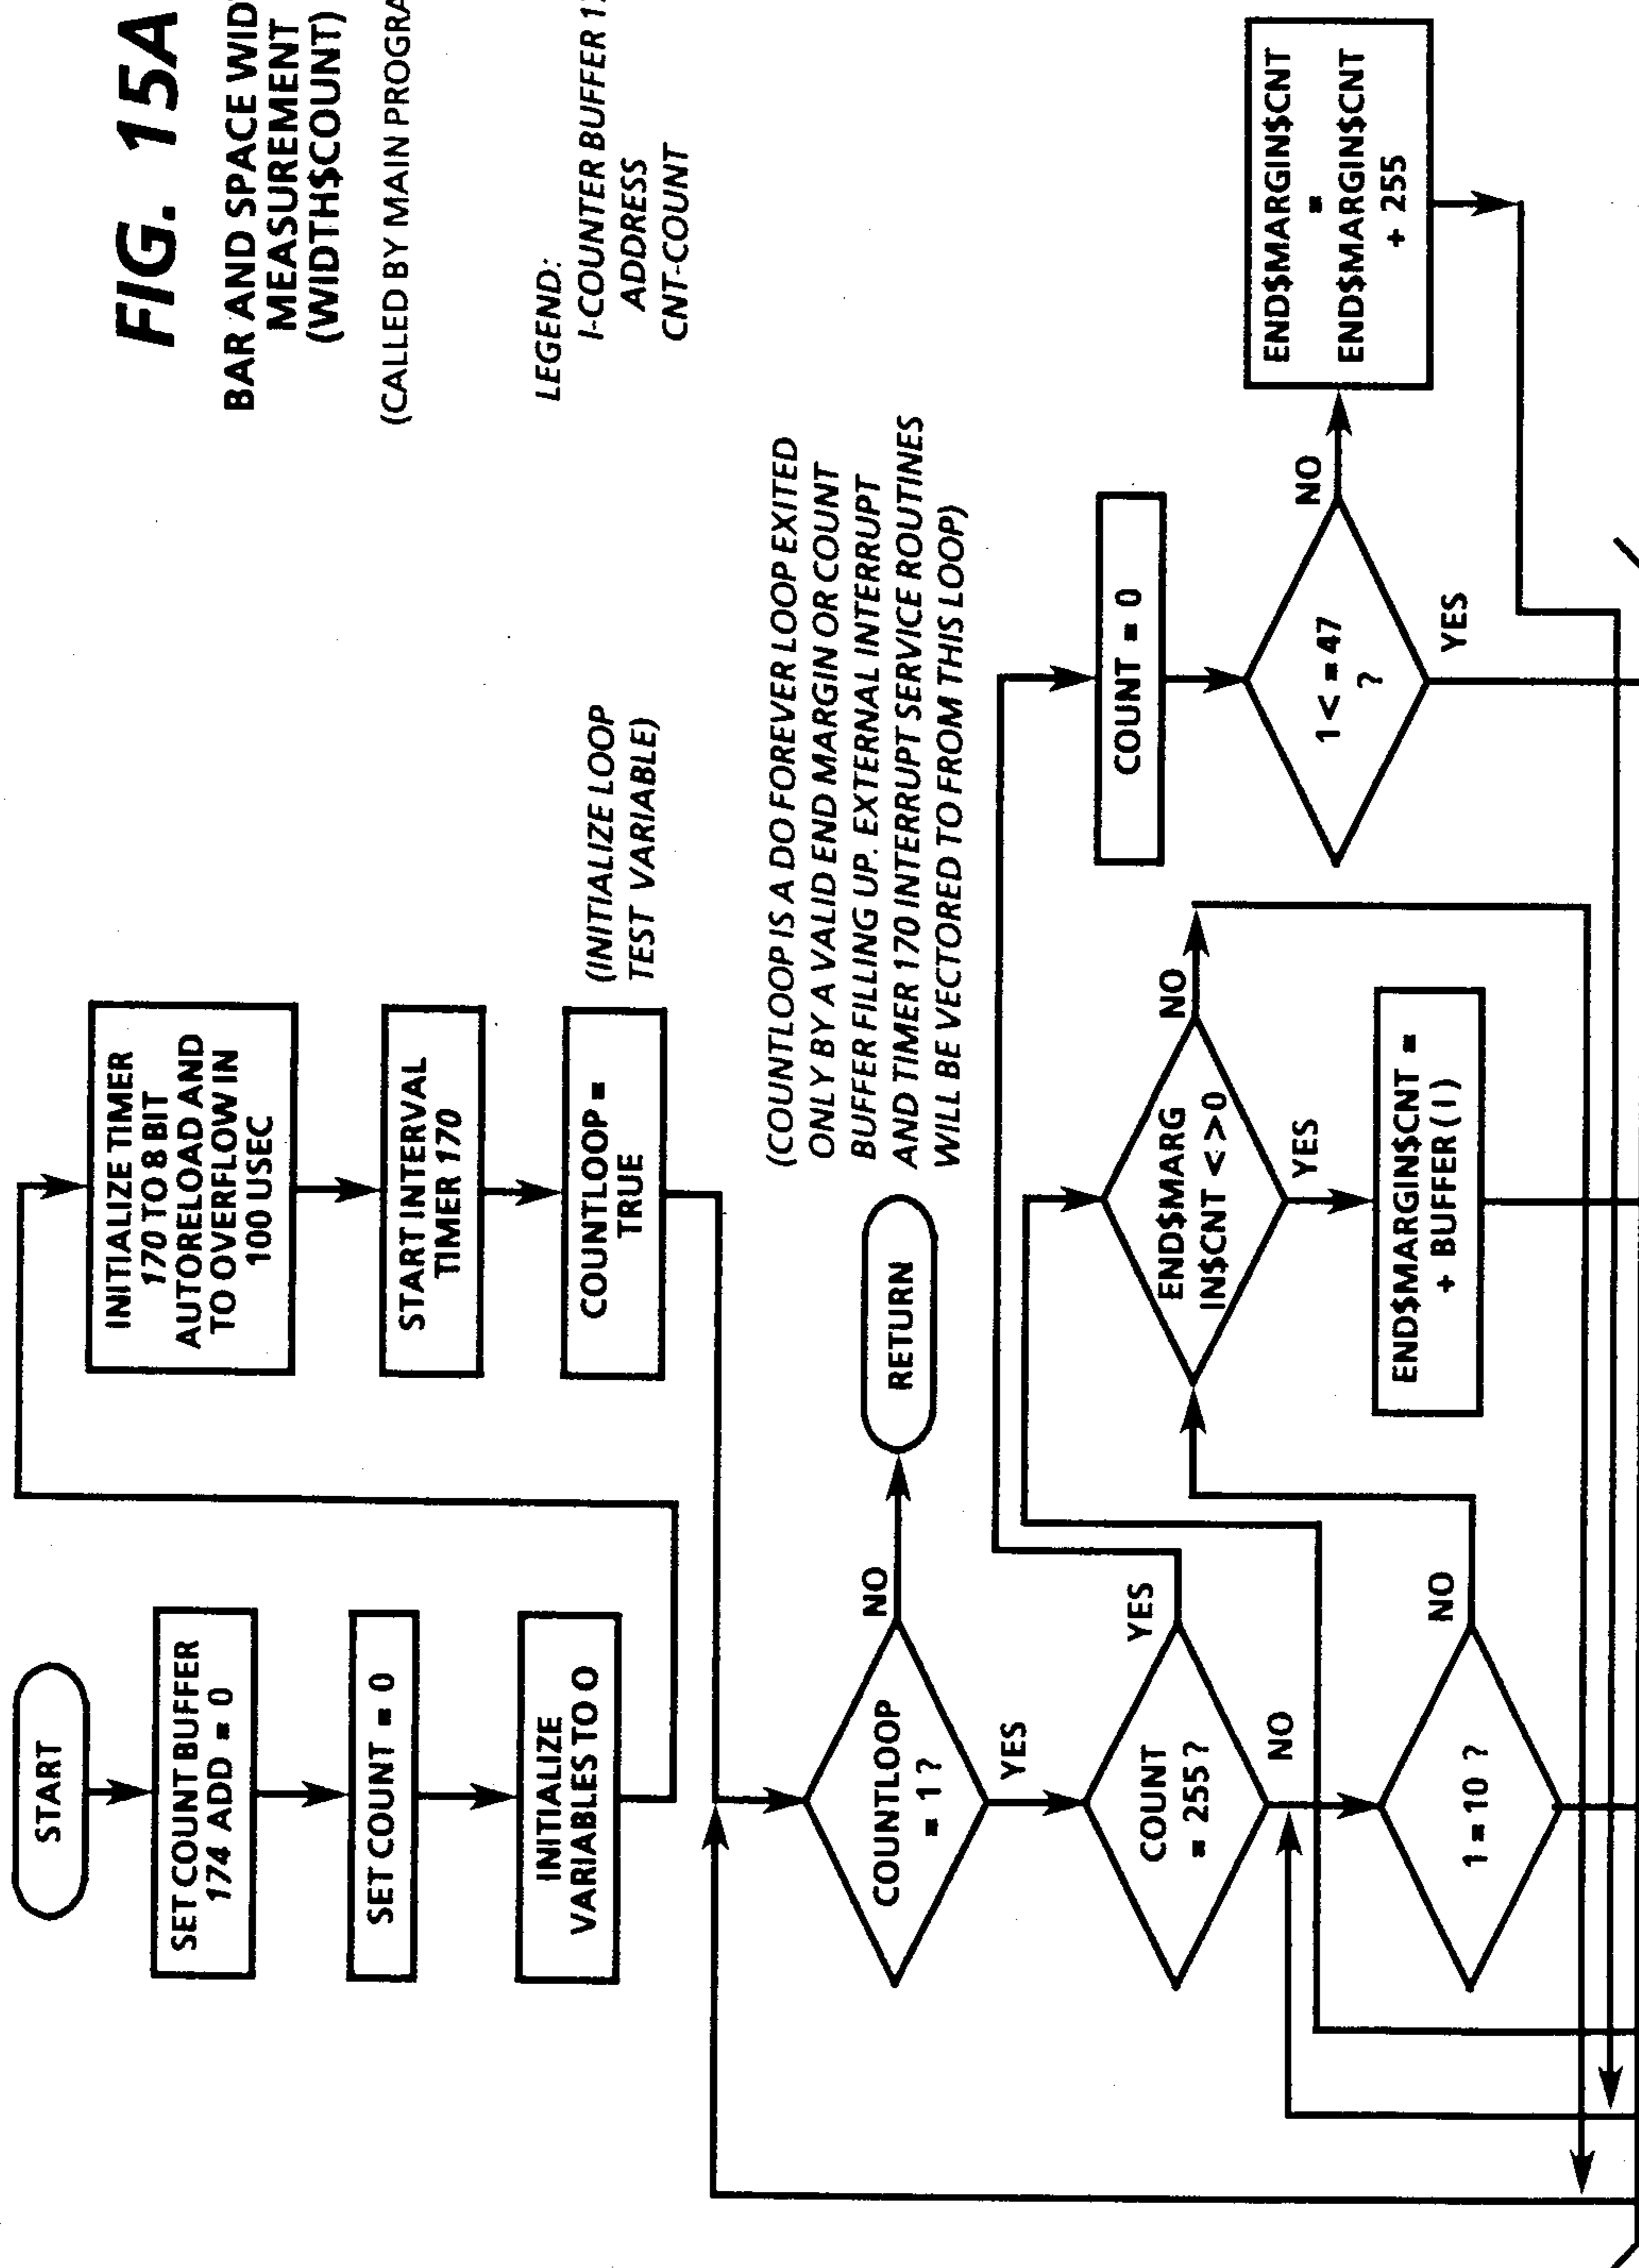 FIG. 15A
BAR AND SPACE WID
MEASUREMENT
(WIDTH$COUNT)
(CALLED BY MAIN PROGRA
LEGEND:
I-COUNTER BUFFER
ADDRESS
CNT-COUNT
START
SET COUNT BUFFER
174 ADD = 0
SET COUNT = 0
INITIALIZE
VARIABLES TO O
INITIALIZE TIMER
170 TO 8 BIT
AUTORELOAD AND
TO OVERFLOW IN
100 USEC
START INTERVAL
TIMER 170
COUNTLOOP =
TRUE
(INITIALIZE LOOP
TEST VARIABLE)
(COUNTLOOP IS A DO FOREVER LOOP EXITED
ONLY BY A VALID END MARGIN OR COUNT
BUFFER FILLING UP. EXTERNAL INTERRUPT
AND TIMER 170 INTERRUPT SERVICE ROUTINES
WILL BE VECTORED TO FROM THIS LOOP)
COUNTLOOP
= 1 ?
NO
RETURN
YES
COUNT
= 255 ?
YES
NO
1 = 10 ?
NO
END$MARG
IN$CNT < > 0
NO
YES
END$MARGIN$CNT =
+ BUFFER ( I )
COUNT = 0
1 < = 47
?
NO
YES
END$MARGIN$CNT
=
END$MARGIN$CNT
+ 255